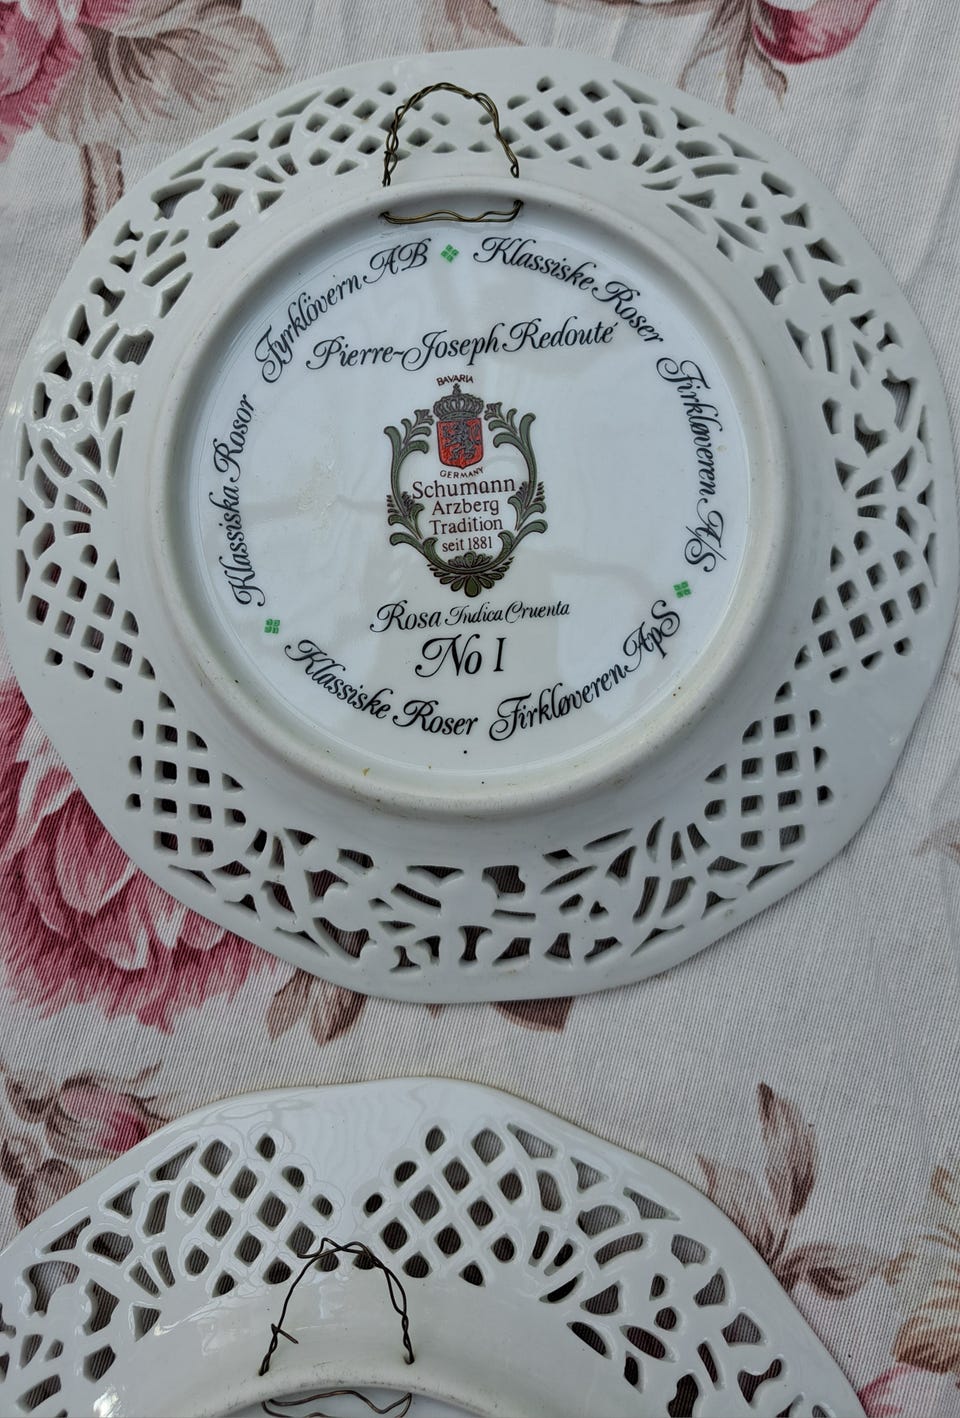 Fyrklövern AB
Klassiske Roser
Firkløveren A/S
Firkløveren ApS
Klassiske Roser
Klassiska Rosor
Pierre-Joseph Redouté
BAVARIA
GERMANY
Schumann
Arzberg
Tradition
seit 1881
Rosa Indica Cruenta
No I